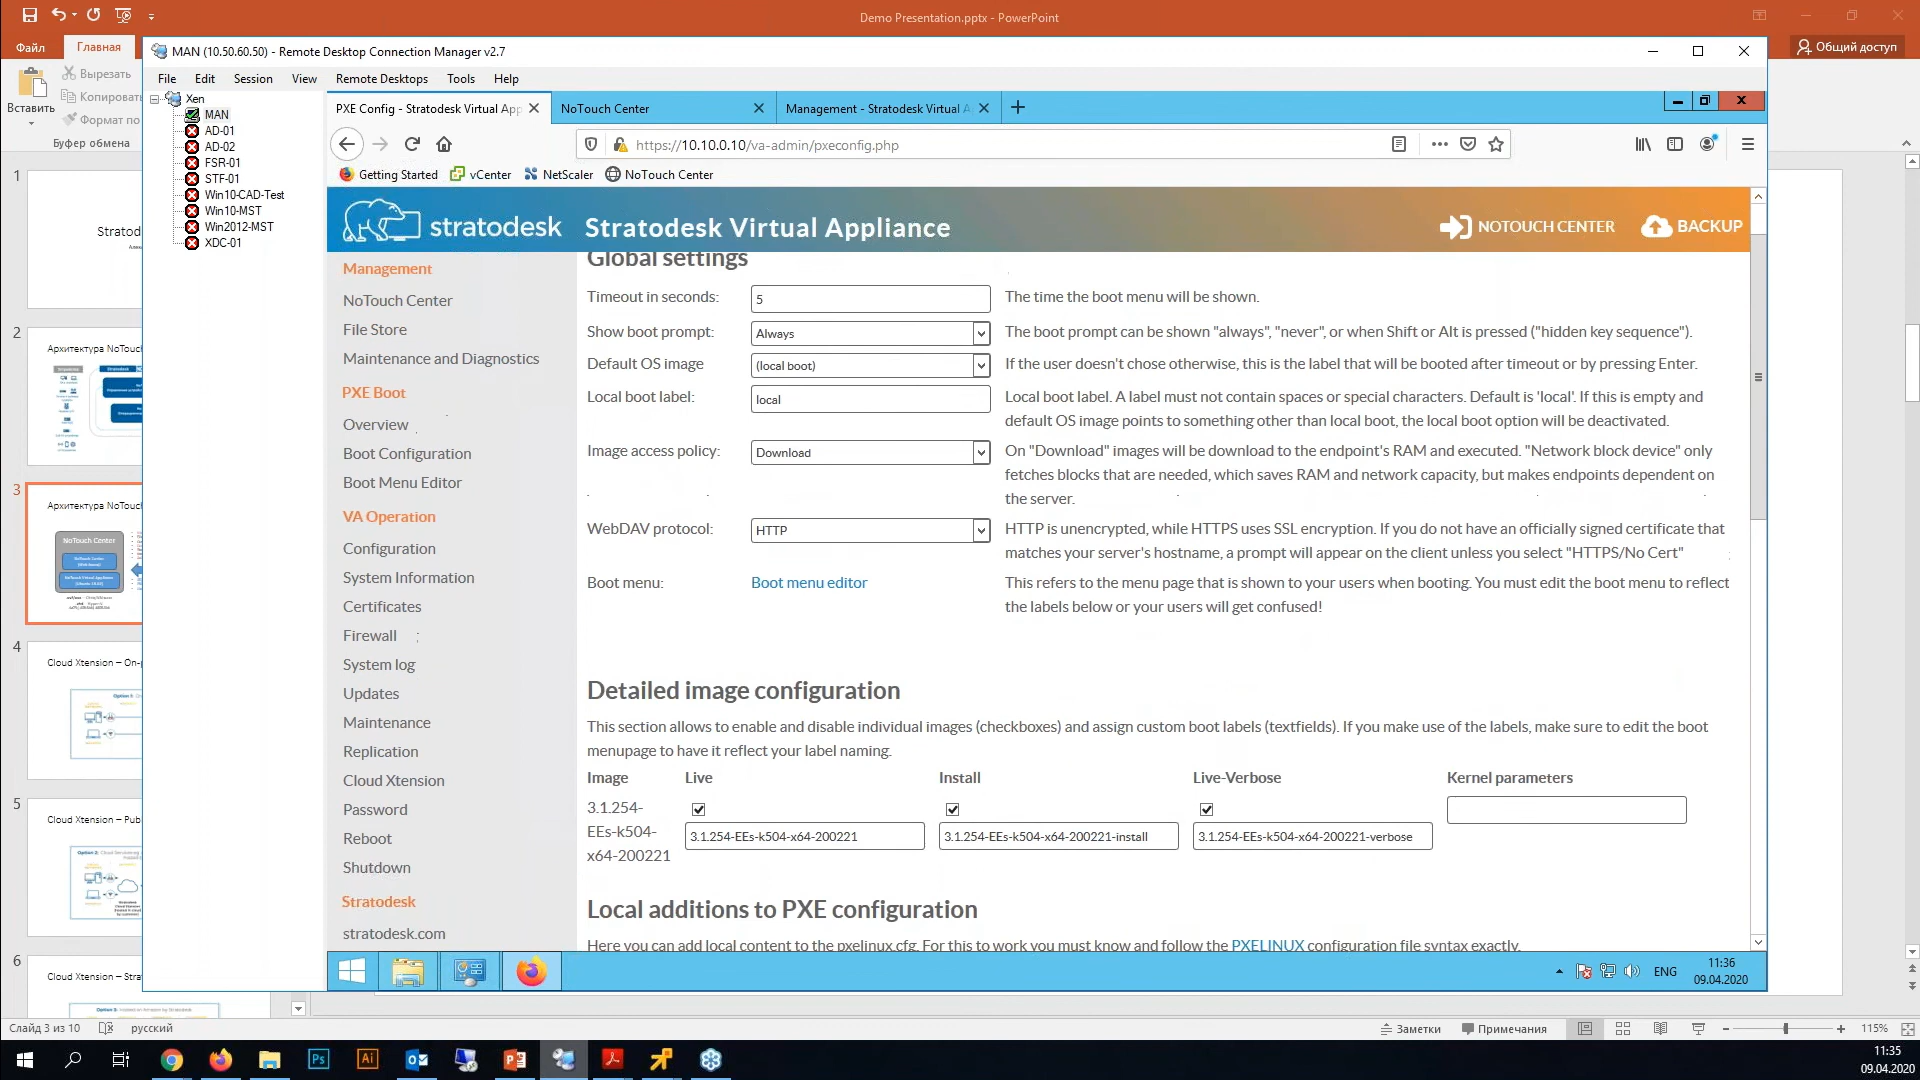 Demo Presentation.pptx - PowerPoint
Файл
Главная
Общий доступ
Вставить
Вырезать
Копировать
Формат по
Буфер обмена
MAN (10.50.60.50) - Remote Desktop Connection Manager v2.7
File Edit Session View Remote Desktops Tools Help
Xen
MAN
AD-01
AD-02
FSR-01
STF-01
Win10-CAD-Test
Win10-MST
Win2012-MST
XDC-01
PXE Config - Stratodesk Virtual App
NoTouch Center
Management - Stratodesk Virtual A
https://10.10.0.10/va-admin/pxeconfig.php
Getting Started
vCenter
NetScaler
NoTouch Center
stratodesk
Stratodesk Virtual Appliance
NOTOUCH CENTER
BACKUP
Management
NoTouch Center
File Store
Maintenance and Diagnostics
PXE Boot
Overview
Boot Configuration
Boot Menu Editor
VA Operation
Configuration
System Information
Certificates
Firewall
System log
Updates
Maintenance
Replication
Cloud Xtension
Password
Reboot
Shutdown
Stratodesk
stratodesk.com
Global settings
Timeout in seconds: 5 The time the boot menu will be shown.
Show boot prompt: Always The boot prompt can be shown "always", "never", or when Shift or Alt is pressed ("hidden key sequence").
Default OS image (local boot) If the user doesn't chose otherwise, this is the label that will be booted after timeout or by pressing Enter.
Local boot label: local Local boot label. A label must not contain spaces or special characters. Default is 'local'. If this is empty and
default OS image points to something other than local boot, the local boot option will be deactivated.
Image access policy: Download On "Download" images will be download to the endpoint's RAM and executed. "Network block device" only
fetches blocks that are needed, which saves RAM and network capacity, but makes endpoints dependent on
the server.
WebDAV protocol: HTTP HTTP is unencrypted, while HTTPS uses SSL encryption. If you do not have an officially signed certificate that
matches your server's hostname, a prompt will appear on the client unless you select "HTTPS/No Cert"
Boot menu: Boot menu editor This refers to the menu page that is shown to your users when booting. You must edit the boot menu to reflect
the labels below or your users will get confused!
Detailed image configuration
This section allows to enable and disable individual images (checkboxes) and assign custom boot labels (textfields). If you make use of the labels, make sure to edit the boot
menupage to have it reflect your label naming.
Image Live Install Live-Verbose Kernel parameters
3.1.254-
EEs-k504-
x64-200221
3.1.254-EEs-k504-x64-200221
3.1.254-EEs-k504-x64-200221-install
3.1.254-EEs-k504-x64-200221-verbose
Local additions to PXE configuration
Here you can add local content to the pxelinux.cfg. For this to work you must know and follow the PXELINUX configuration file syntax exactly.
ENG
11:36
09.04.2020
1
Stratod
2
Архитектура NoTouch
3
Архитектура NoTouch
NoTouch Center
4
Cloud Xtension – On-p
5
Cloud Xtension – Pub
6
Cloud Xtension – Stra
Слайд 3 из 10
русский
Заметки
Примечания
115%
11:35
09.04.2020